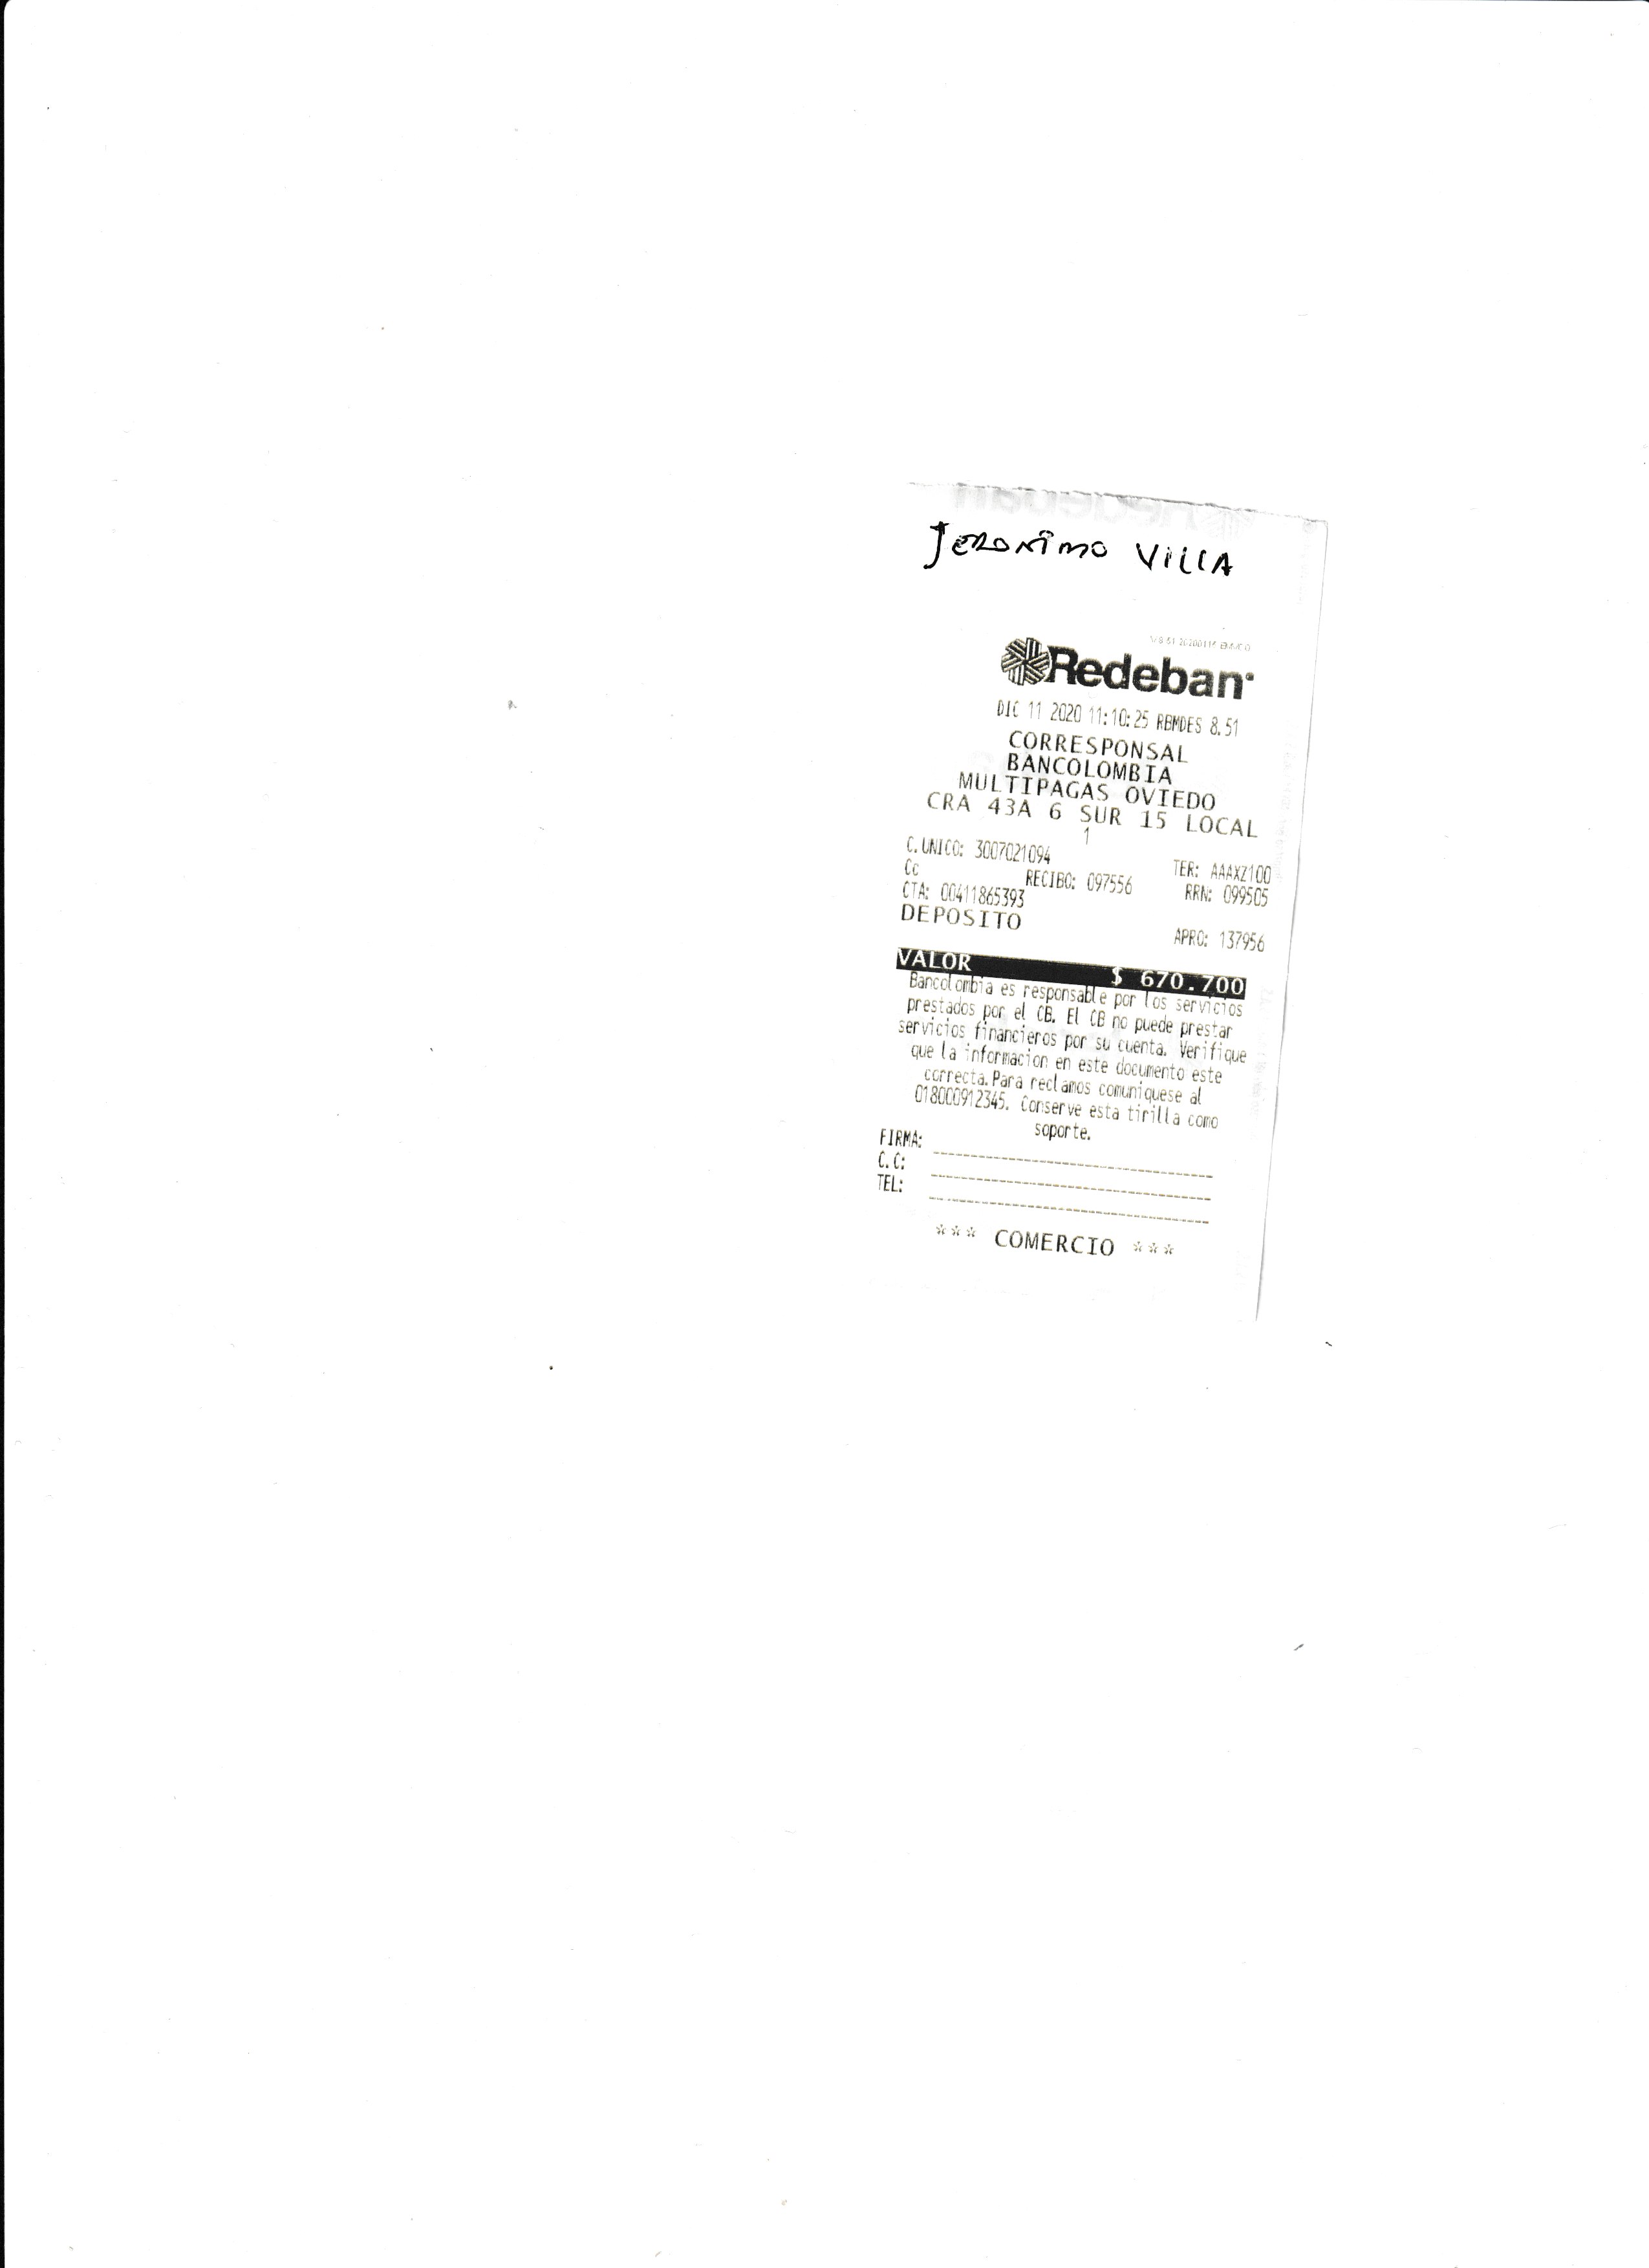 JERONIMO VILLA
Redeban
DIC 11 2020 11:10:25 RBMDES 8.51
CORRESPONSAL
BANCOLOMBIA
MULTIPAGAS OVIEDO
CRA 43A 6 SUR 15 LOCAL
1
C.UNICO: 3007021094 TER: AAAXZ100
Cc RECIBO: 097556 RRN: 099505
CTA: 00411865393
DEPOSITO APRO: 137956
VALOR $ 670.700
Bancolombia es responsable por los servicios
prestados por el CB. El CB no puede prestar
servicios financieros por su cuenta. Verifique
que la informacion en este documento este
correcta.Para reclamos comuniquese al
018000912345. Conserve esta tirilla como
soporte.
FIRMA:
C.C:
TEL:
*** COMERCIO ***